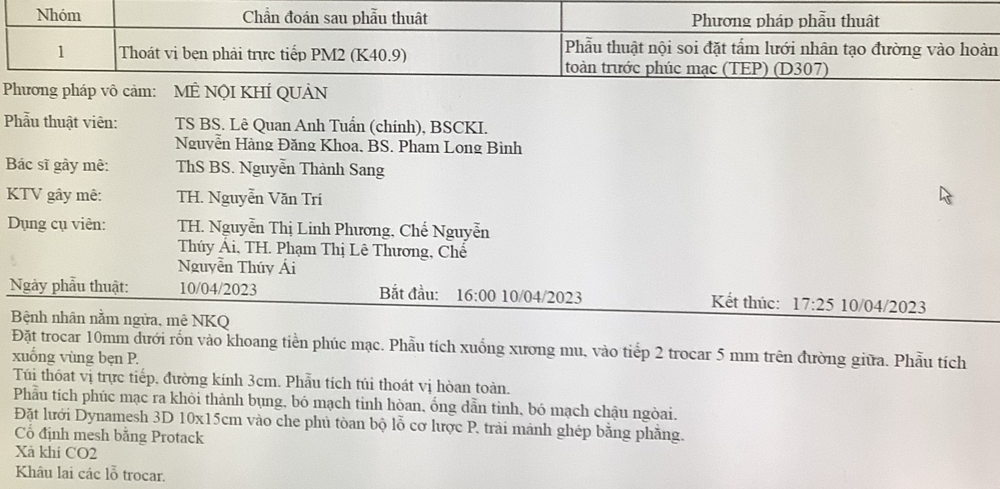 Nhóm
Chẩn đoán sau phẫu thuật
Phương pháp phẫu thuật
1
Thoát vị bẹn phải trực tiếp PM2 (K40.9)
Phẫu thuật nội soi đặt tấm lưới nhân tạo đường vào hoàn
toàn trước phúc mạc (TEP) (D307)
Phương pháp vô cảm: MÊ NỘI KHÍ QUẢN
Phẫu thuật viên: TS BS. Lê Quan Anh Tuấn (chính), BSCKI.
Nguyễn Hàng Đăng Khoa, BS. Phạm Long Bình
Bác sĩ gây mê: ThS BS. Nguyễn Thành Sang
KTV gây mê: TH. Nguyễn Văn Trí
Dụng cụ viên: TH. Nguyễn Thị Linh Phương, Chế Nguyễn
Thúy Ái, TH. Phạm Thị Lê Thương, Chế
Nguyễn Thúy Ái
Ngày phẫu thuật: 10/04/2023 Bắt đầu: 16:00 10/04/2023 Kết thúc: 17:25 10/04/2023
Bệnh nhân nằm ngửa, mê NKQ
Đặt trocar 10mm dưới rốn vào khoang tiền phúc mạc. Phẫu tích xuống xương mu, vào tiếp 2 trocar 5 mm trên đường giữa. Phẫu tích
xuống vùng bẹn P.
Túi thóat vị trực tiếp, đường kính 3cm. Phẫu tích túi thoát vị hòan toàn.
Phẫu tích phúc mạc ra khỏi thành bụng, bó mạch tinh hòan, ống dẫn tinh, bó mạch chậu ngòai.
Đặt lưới Dynamesh 3D 10x15cm vào che phủ tòan bộ lỗ cơ lược P, trải mảnh ghép bằng phẳng.
Cố định mesh bằng Protack
Xả khí CO2
Khâu lại các lỗ trocar.